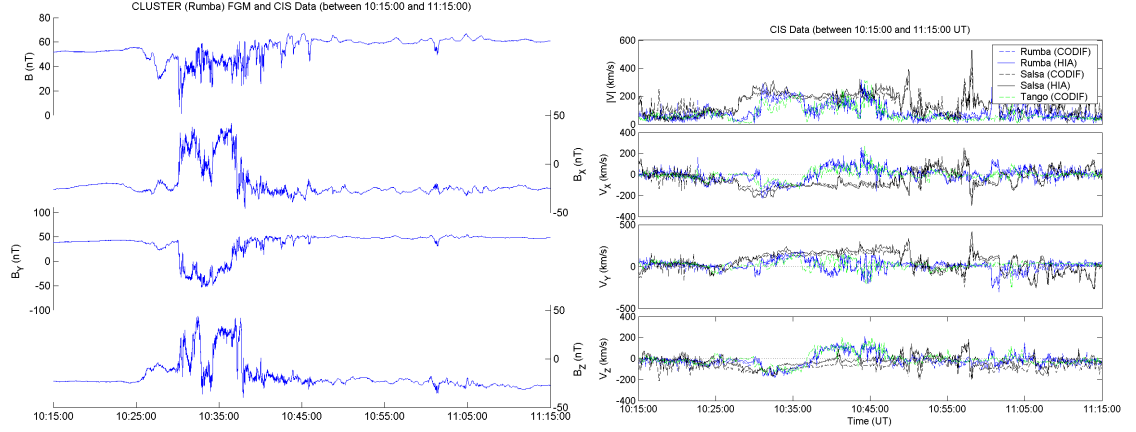 CLUSTER (Rumba) FGM and CIS Data (between 10:15:00 and 11:15:00)
80
60
40
20
0
B (nT)
50
0
-50
B_X (nT)
100
50
0
-50
-100
B_Y (nT)
50
0
-50
B_Z (nT)
10:15:00 10:25:00 10:35:00 10:45:00 10:55:00 11:05:00 11:15:00
CIS Data (between 10:15:00 and 11:15:00 UT)
600
400
200
0
|V| (km/s)
Rumba (CODIF)
Rumba (HIA)
Salsa (CODIF)
Salsa (HIA)
Tango (CODIF)
400
200
0
-200
-400
V_X (km/s)
500
0
-500
V_Y (km/s)
400
200
0
-200
-400
V_Z (km/s)
10:15:00 10:25:00 10:35:00 10:45:00 10:55:00 11:05:00 11:15:00
Time (UT)